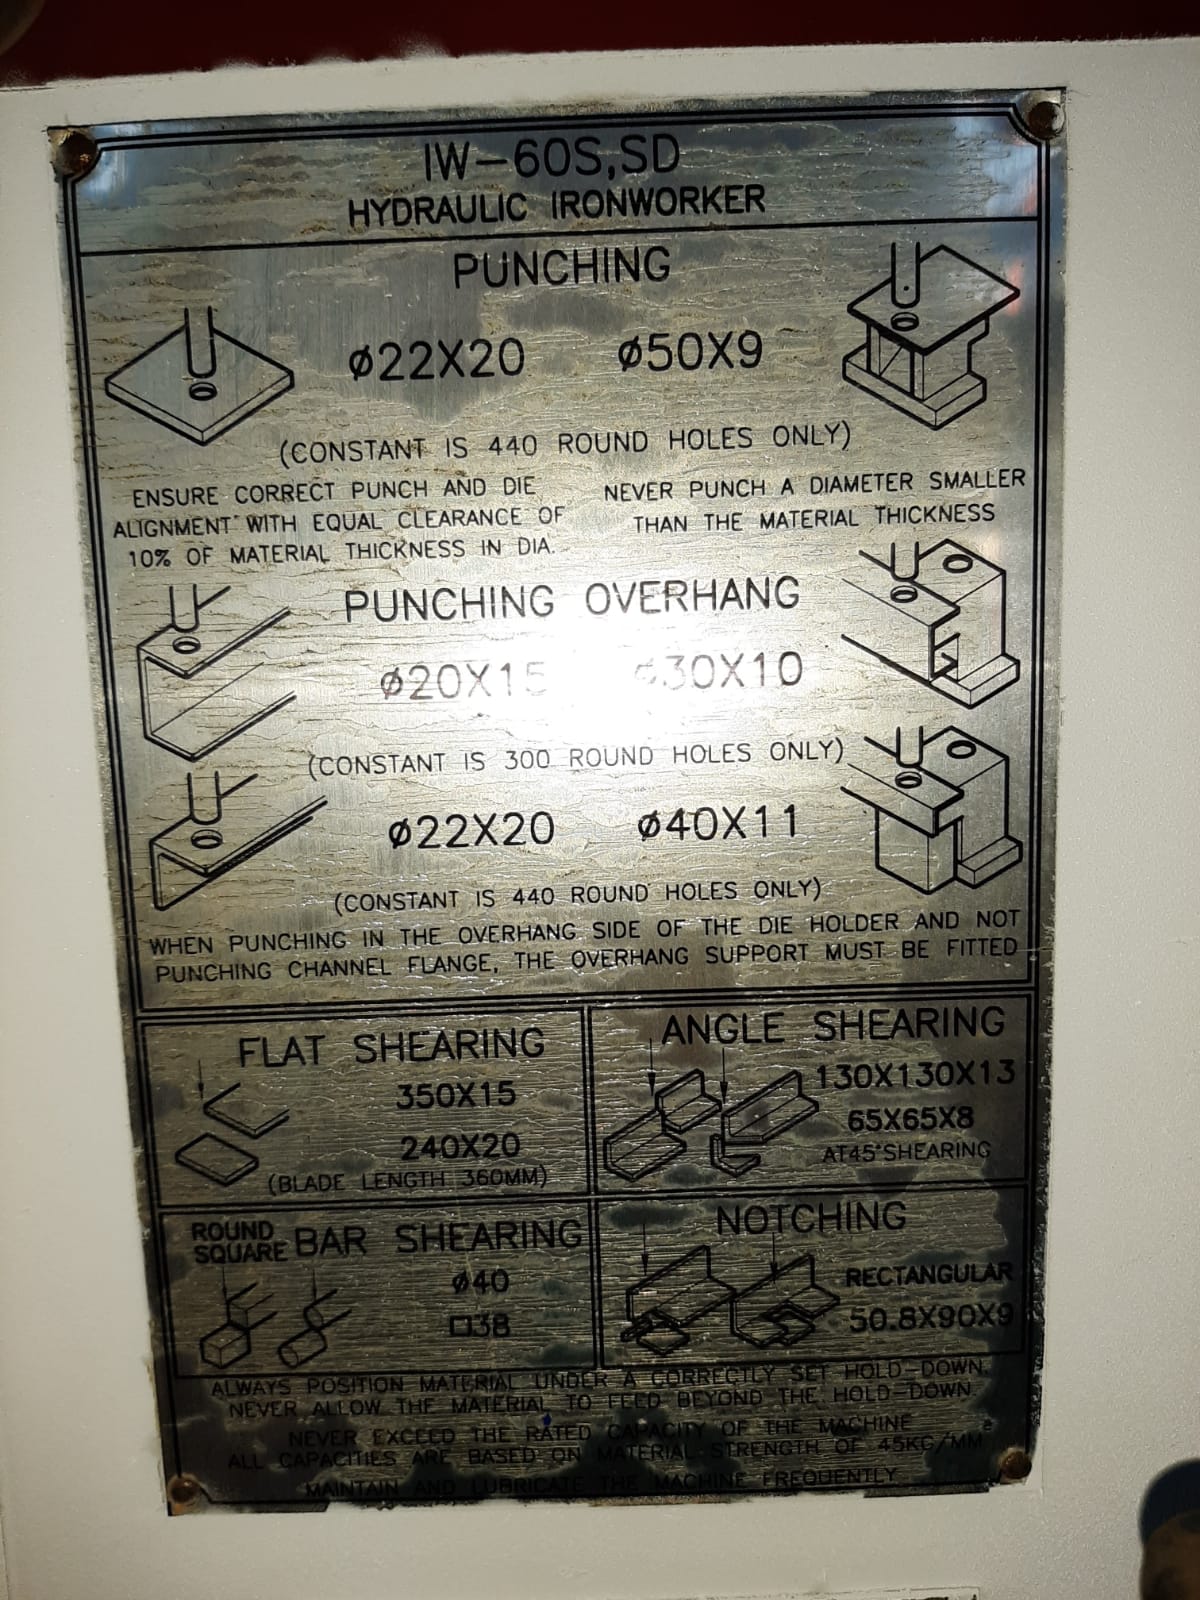 IW-60S,SD
HYDRAULIC IRONWORKER
PUNCHING
ø22X20 ø50X9
(CONSTANT IS 440 ROUND HOLES ONLY)
ENSURE CORRECT PUNCH AND DIE
ALIGNMENT WITH EQUAL CLEARANCE OF
10% OF MATERIAL THICKNESS IN DIA.
NEVER PUNCH A DIAMETER SMALLER
THAN THE MATERIAL THICKNESS
PUNCHING OVERHANG
ø20X15 ø30X10
(CONSTANT IS 300 ROUND HOLES ONLY)
ø22X20 ø40X11
(CONSTANT IS 440 ROUND HOLES ONLY)
WHEN PUNCHING IN THE OVERHANG SIDE OF THE DIE HOLDER AND NOT
PUNCHING CHANNEL FLANGE, THE OVERHANG SUPPORT MUST BE FITTED
FLAT SHEARING
350X15
240X20
(BLADE LENGTH 360MM)
ANGLE SHEARING
130X130X13
65X65X8
AT45°SHEARING
ROUND
SQUARE BAR SHEARING
ø40
□38
NOTCHING
RECTANGULAR
50.8X90X9
ALWAYS POSITION MATERIAL UNDER A CORRECTLY SET HOLD-DOWN.
NEVER ALLOW THE MATERIAL TO FEED BEYOND THE HOLD-DOWN.
NEVER EXCEED THE RATED CAPACITY OF THE MACHINE
ALL CAPACITIES ARE BASED ON MATERIAL STRENGTH OF 45KG/MM²
MAINTAIN AND LUBRICATE THE MACHINE FREQUENTLY